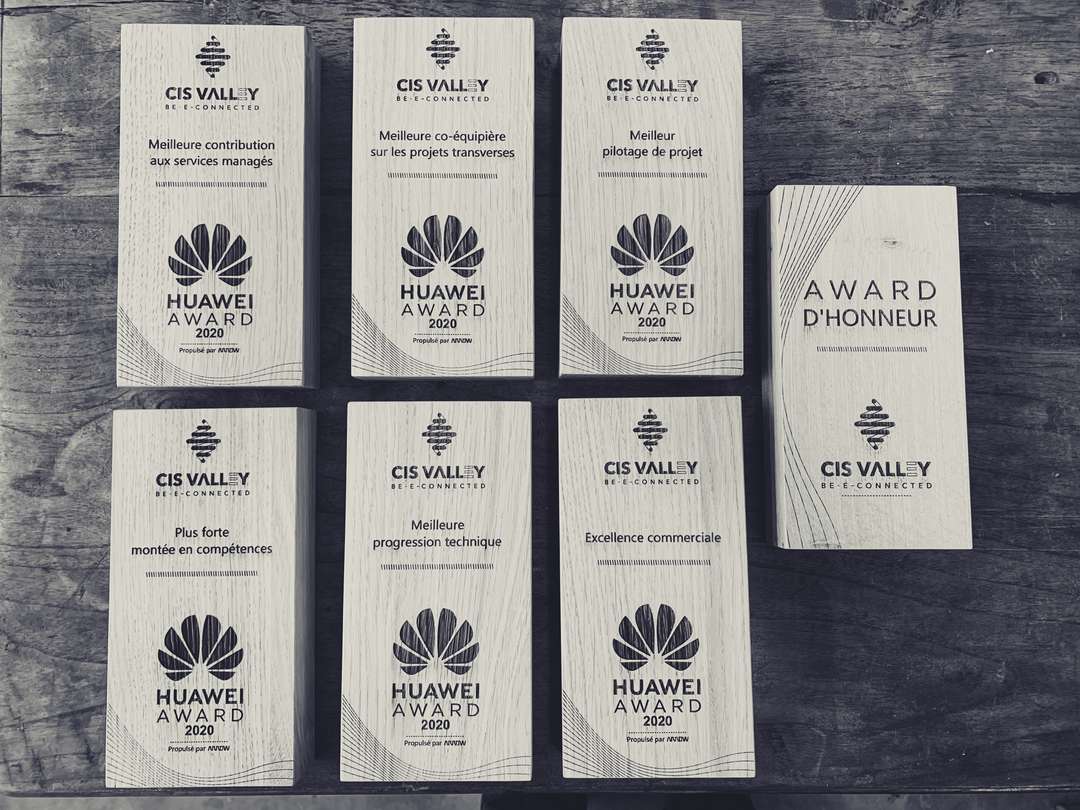 CIS VALLEY
BE-E-CONNECTED
Meilleure contribution
aux services managés
HUAWEI
AWARD
2020
Propulsé par ARROW
CIS VALLEY
BE-E-CONNECTED
Meilleure co-équipière
sur les projets transverses
HUAWEI
AWARD
2020
Propulsé par ARROW
CIS VALLEY
BE-E-CONNECTED
Meilleur
pilotage de projet
HUAWEI
AWARD
2020
Propulsé par ARROW
AWARD
D'HONNEUR
CIS VALLEY
BE-E-CONNECTED
CIS VALLEY
BE-E-CONNECTED
Plus forte
montée en compétences
HUAWEI
AWARD
2020
Propulsé par ARROW
CIS VALLEY
BE-E-CONNECTED
Meilleure
progression technique
HUAWEI
AWARD
2020
Propulsé par ARROW
CIS VALLEY
BE-E-CONNECTED
Excellence commerciale
HUAWEI
AWARD
2020
Propulsé par ARROW